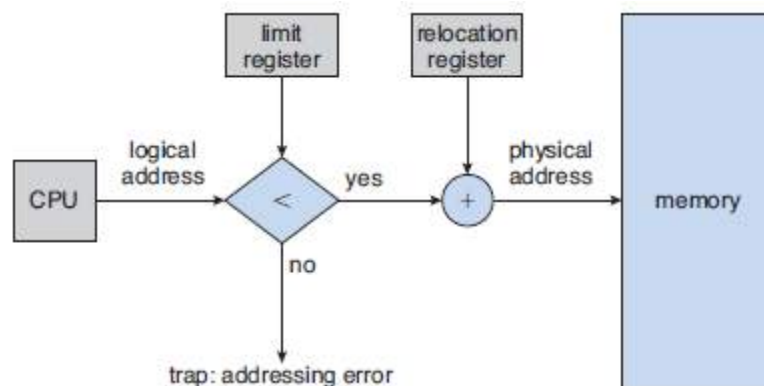 limit
register
relocation
register
logical
address
physical
address
CPU
<
yes
+
memory
no
trap: addressing error